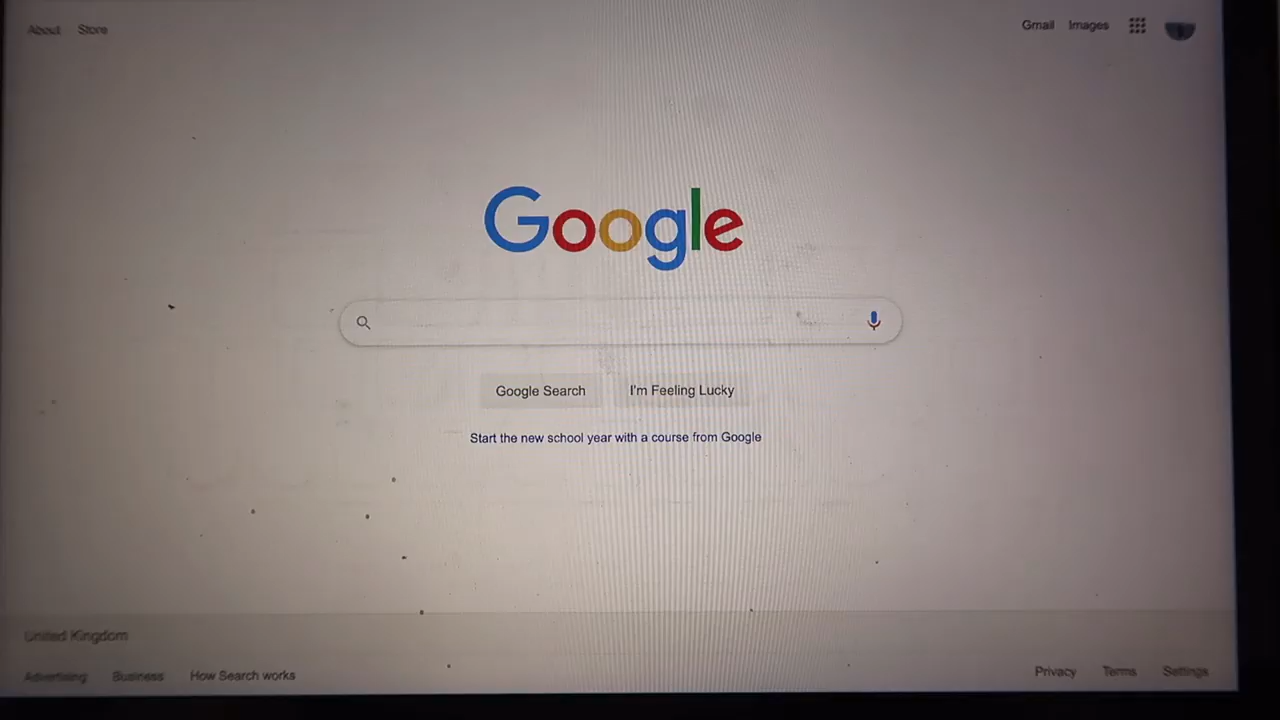 About Store Gmail Images
Google
Google Search I'm Feeling Lucky
Start the new school year with a course from Google
United Kingdom
Advertising Business How Search works Privacy Terms Settings